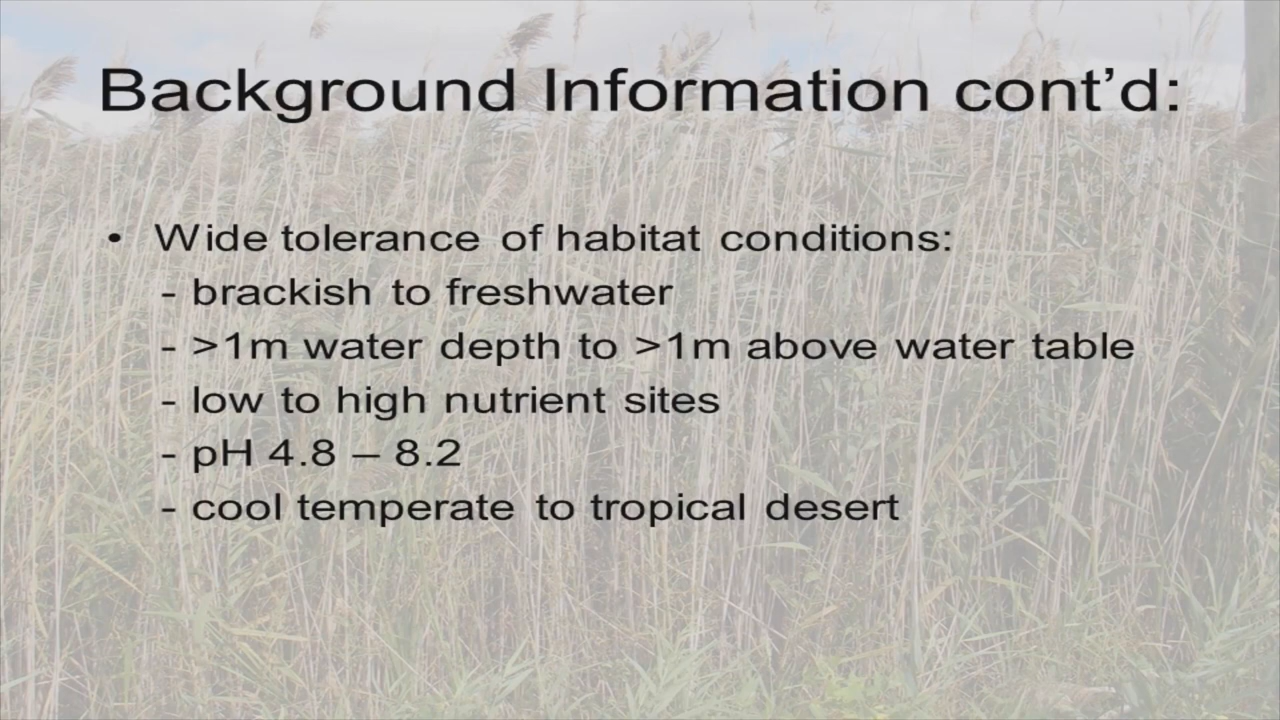 Background Information cont’d:
• Wide tolerance of habitat conditions:
- brackish to freshwater
- >1m water depth to >1m above water table
- low to high nutrient sites
- pH 4.8 – 8.2
- cool temperate to tropical desert